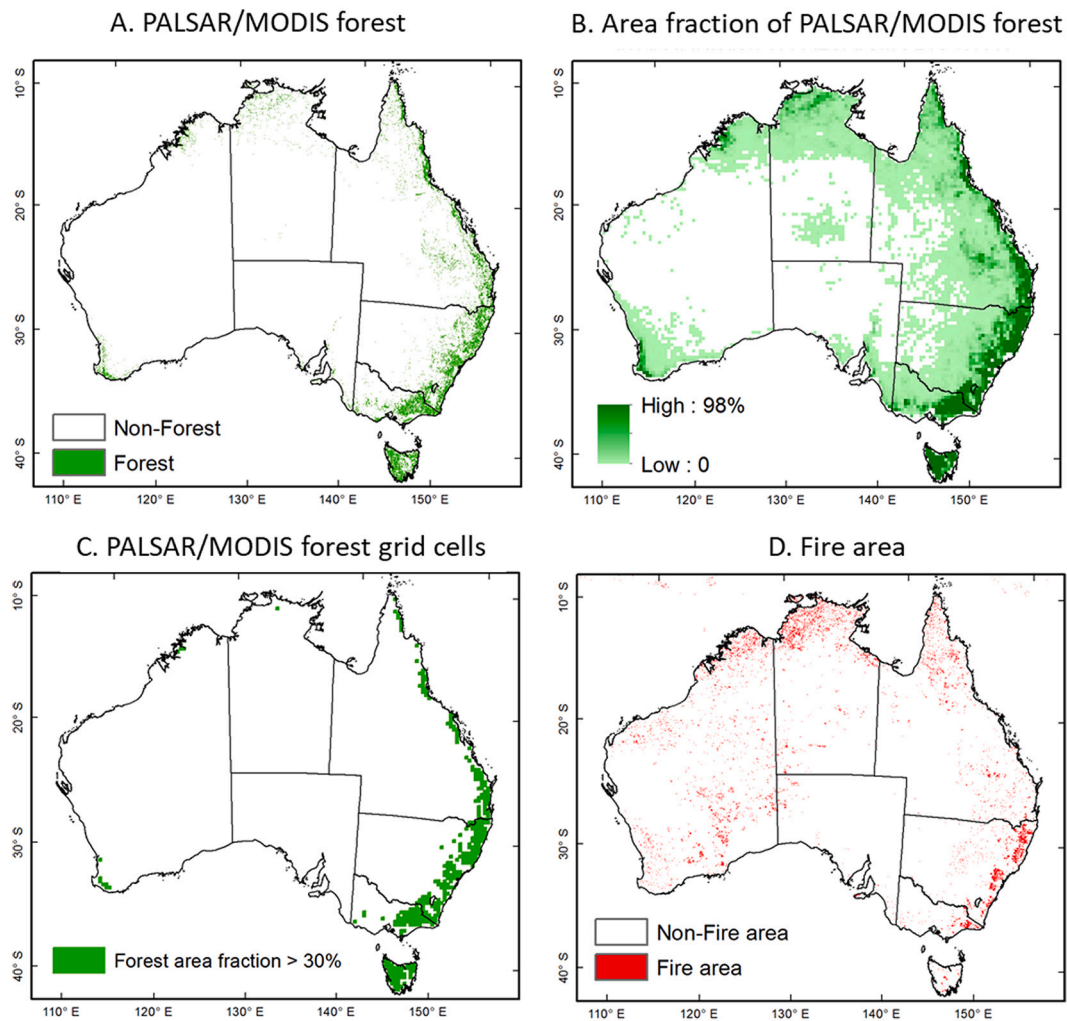 A. PALSAR/MODIS forest
B. Area fraction of PALSAR/MODIS forest
10° S
20° S
30° S
40° S
Non-Forest
Forest
110° E
120° E
130° E
140° E
150° E
10° S
20° S
30° S
40° S
High : 98%
Low : 0
110° E
120° E
130° E
140° E
150° E
C. PALSAR/MODIS forest grid cells
D. Fire area
10° S
20° S
30° S
40° S
Forest area fraction > 30%
110° E
120° E
130° E
140° E
150° E
10° S
20° S
30° S
40° S
Non-Fire area
Fire area
110° E
120° E
130° E
140° E
150° E